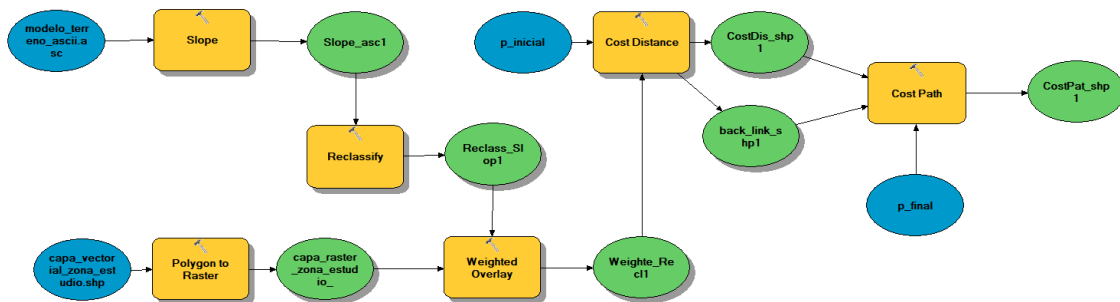 modelo_terr
eno_ascii.as
c
Slope
Slope_asc1
p_inicial
Cost Distance
CostDis_shp
1
Cost Path
CostPat_shp
1
back_link_s
hp1
Reclassify
Reclass_Sl
op1
p_final
capa_vector
ial_zona_est
udio.shp
Polygon to
Raster
capa_raster
_zona_estud
io_
Weighted
Overlay
Weighte_Re
cl1